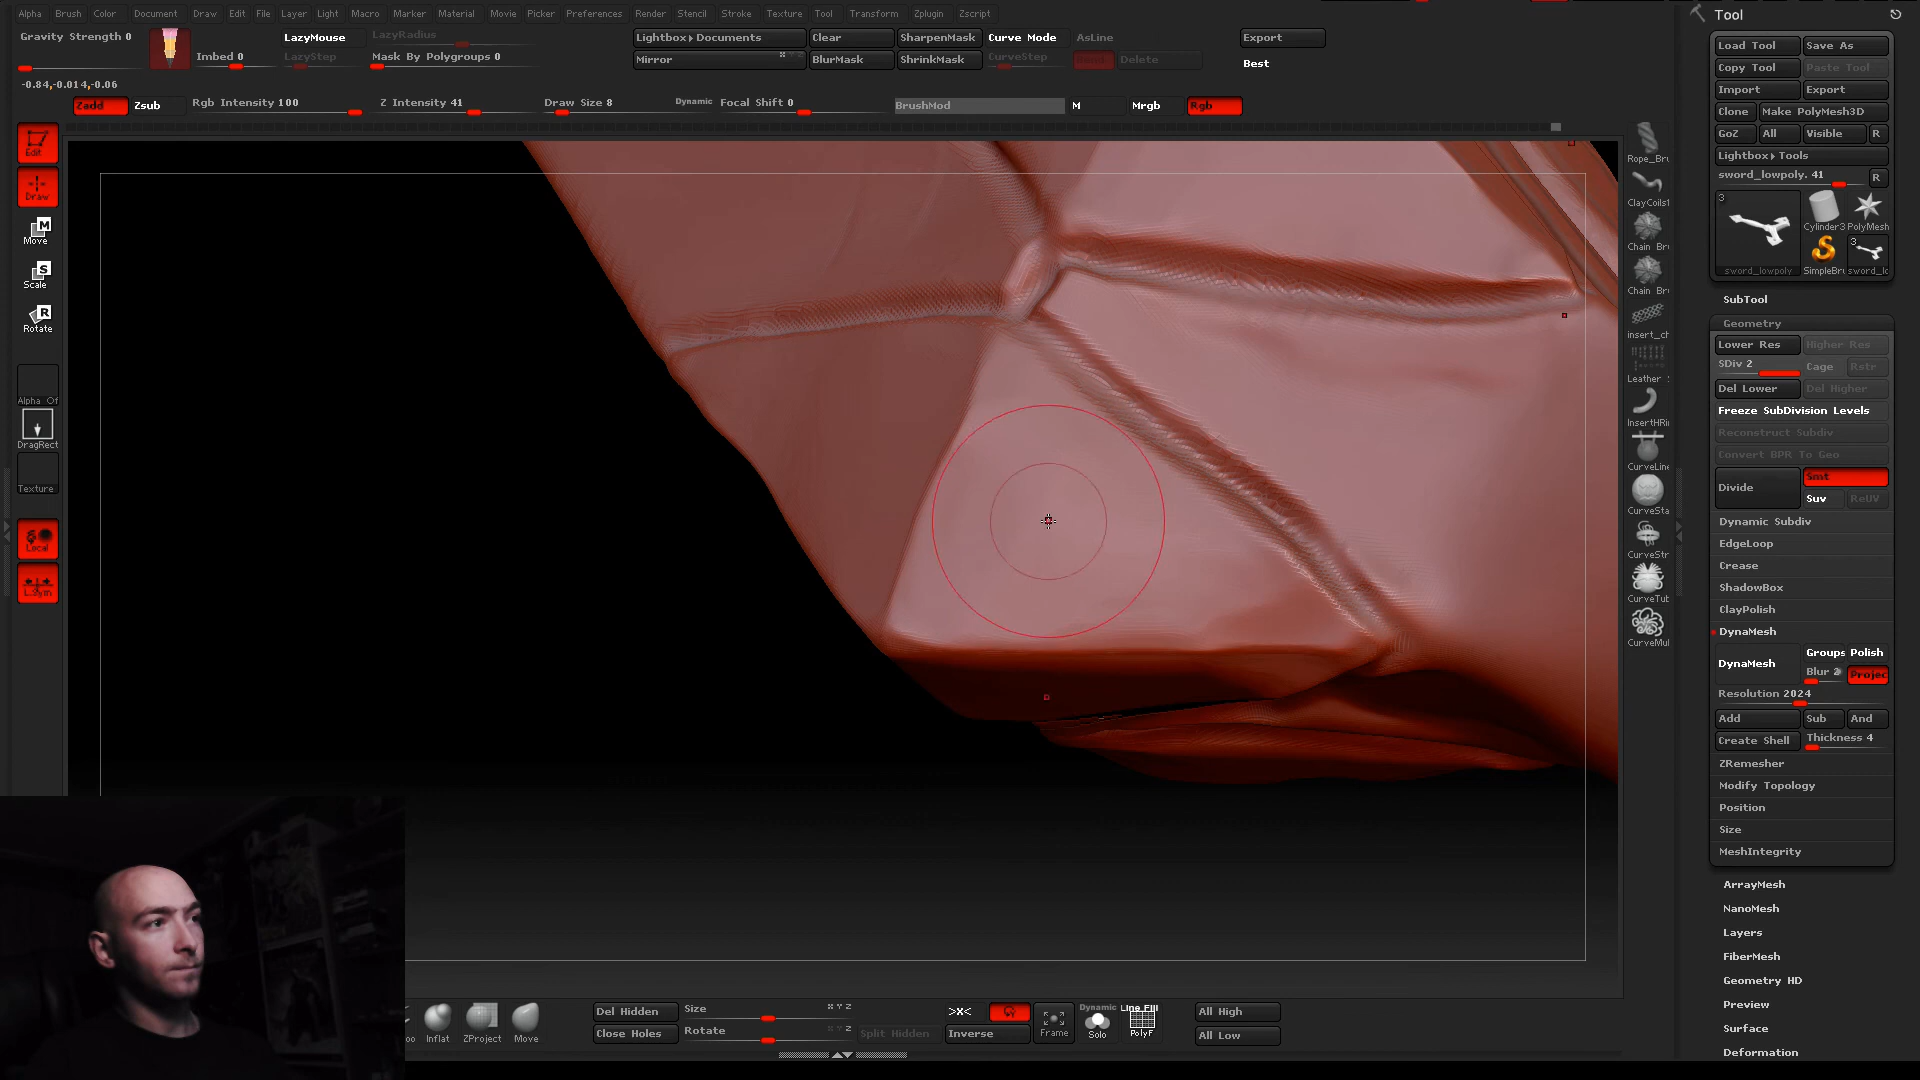 Alpha Brush Color Document Draw Edit File Layer Light Macro Marker Material Movie Picker Preferences Render Stencil Stroke Texture Tool Transform Zplugin Zscript
Tool
Gravity Strength 0
Imbed 0
LazyMouse
LazyRadius
LazyStep
Mask By Polygroups 0
Lightbox▸Documents
Clear
SharpenMask
Curve Mode
AsLine
Export
Mirror
BlurMask
ShrinkMask
CurveStep
Delete
Best
-0.84,-0.014,-0.06
Zadd Zsub
Rgb Intensity 100
Z Intensity 41
Draw Size 8
Dynamic
Focal Shift 0
BrushMod
M
Mrgb
Rgb
Edit
Draw
Move
Scale
Rotate
Alpha Of
DragRect
Texture
Local
L.Sym
Rope_Bru
ClayCoils1
Chain Br
Chain Br
insert_ch
Leather
InsertHRi
CurveLine
CurveSta
CurveStr
CurveTub
CurveMul
Load Tool Save As
Copy Tool Paste Tool
Import Export
Clone Make PolyMesh3D
GoZ All Visible R
Lightbox▸Tools
sword_lowpoly. 41 R
3
Cylinder3 PolyMesh
3
sword_lowpoly SimpleBru sword_lo
SubTool
Geometry
Lower Res Higher Res
SDiv 2 Cage Rstr
Del Lower Del Higher
Freeze SubDivision Levels
Reconstruct Subdiv
Convert BPR To Geo
Divide
Smt
Suv ReUV
Dynamic Subdiv
EdgeLoop
Crease
ShadowBox
ClayPolish
DynaMesh
DynaMesh
Groups Polish
Blur 2 Projec
Resolution 2024
Add Sub And
Create Shell Thickness 4
ZRemesher
Modify Topology
Position
Size
MeshIntegrity
ArrayMesh
NanoMesh
Layers
FiberMesh
Geometry HD
Preview
Surface
Deformation
Inflat
ZProject
Move
Del Hidden
Close Holes
Size
Rotate
X Y Z
Split Hidden
>X<
Inverse
Frame
Dynamic
Solo
Line Fill
PolyF
All High
All Low